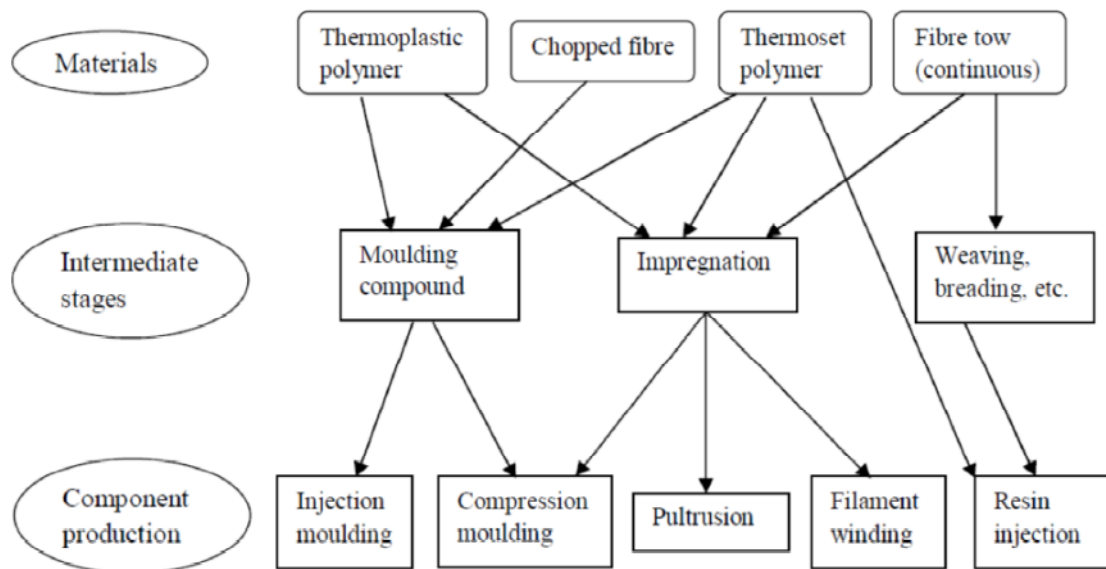 Materials
Thermoplastic
polymer
Chopped fibre
Thermoset
polymer
Fibre tow
(continuous)
Intermediate
stages
Moulding
compound
Impregnation
Weaving,
breading, etc.
Component
production
Injection
moulding
Compression
moulding
Pultrusion
Filament
winding
Resin
injection